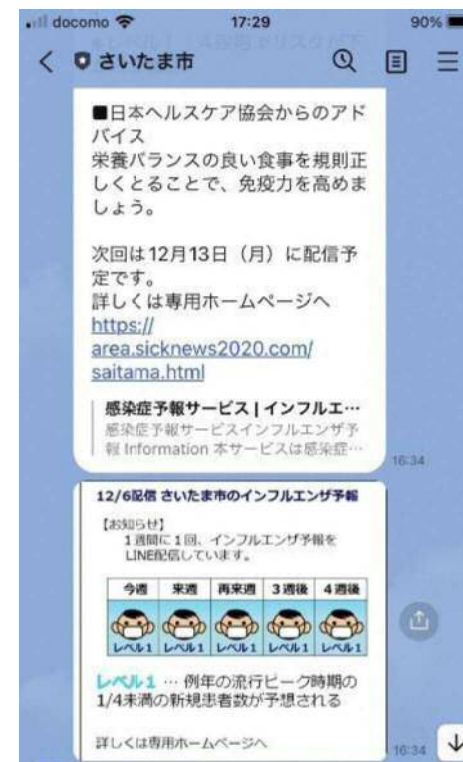 docomo 17:29 90%
さいたま市
■日本ヘルスケア協会からのアド
バイス
栄養バランスの良い食事を規則正
しくとることで、免疫力を高めま
しょう。
次回は12月13日（月）に配信予
定です。
詳しくは専用ホームページへ
https://
area.sicknews2020.com/
saitama.html
感染症予報サービス | インフルエ…
感染症予報サービスインフルエンザ予
報 Information 本サービスは感染症…
16:34
12/6配信 さいたま市のインフルエンザ予報
【お知らせ】
1週間に1回、インフルエンザ予報を
LINE配信しています。
今週 来週 再来週 3週後 4週後
レベル1 レベル1 レベル1 レベル1 レベル1
レベル1 … 例年の流行ピーク時期の
1/4未満の新規患者数が予想される
詳しくは専用ホームページへ
16:34